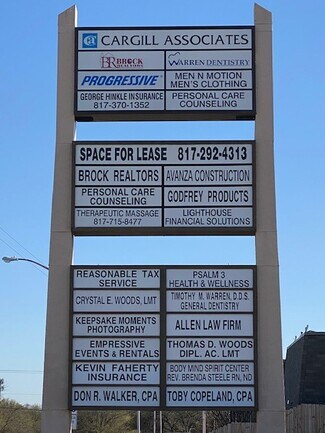 CT CARGILL ASSOCIATES
BR BROCK REALTORS
WARREN DENTISTRY
PROGRESSIVE
MEN N MOTION
MEN'S CLOTHING
GEORGE HINKLE INSURANCE
817-370-1352
PERSONAL CARE
COUNSELING
SPACE FOR LEASE 817-292-4313
BROCK REALTORS
AVANZA CONSTRUCTION
PERSONAL CARE
COUNSELING
GODFREY PRODUCTS
THERAPEUTIC MASSAGE
817-715-8477
LIGHTHOUSE
FINANCIAL SOLUTIONS
REASONABLE TAX
SERVICE
PSALM 3
HEALTH & WELLNESS
CRYSTAL E. WOODS, LMT
TIMOTHY M. WARREN, D.D.S.
GENERAL DENTISTRY
KEEPSAKE MOMENTS
PHOTOGRAPHY
ALLEN LAW FIRM
EMPRESSIVE
EVENTS & RENTALS
THOMAS D. WOODS
DIPL. AC. LMT
KEVIN FAHERTY
INSURANCE
BODY MIND SPIRIT CENTER
REV. BRENDA STEELE RN, ND
DON R. WALKER, CPA
TOBY COPELAND, CPA